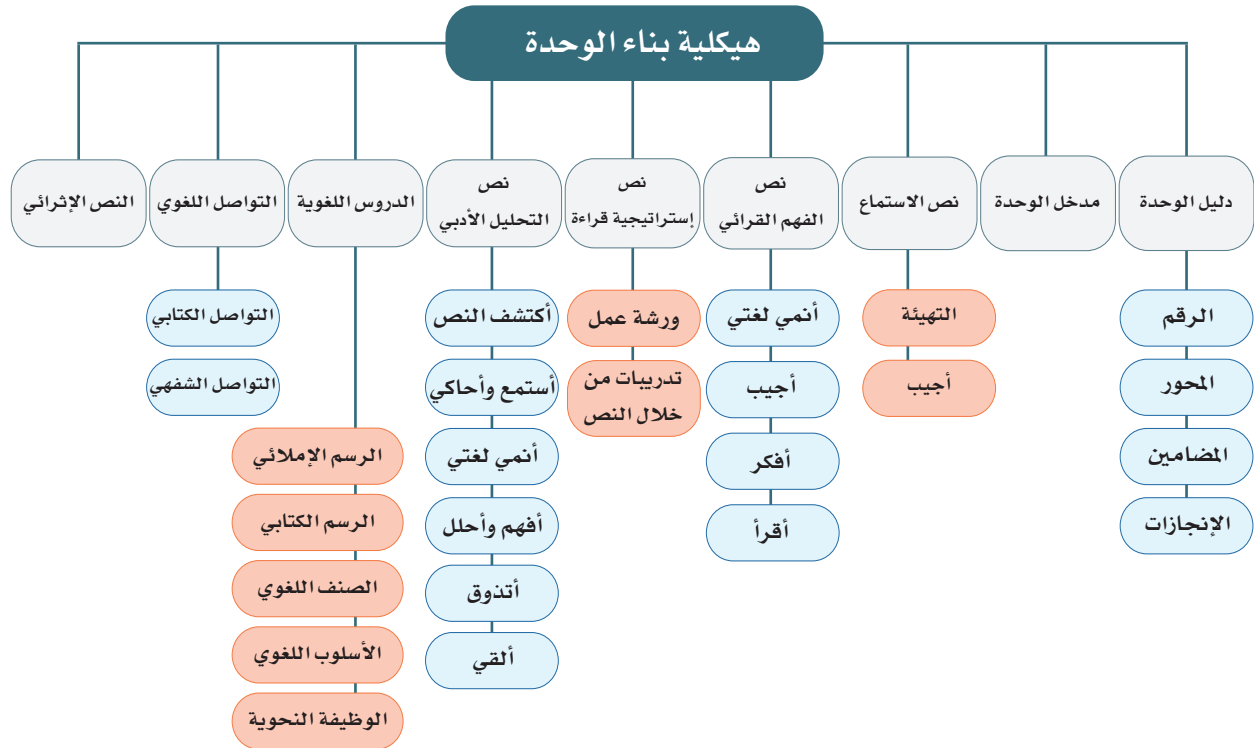 هيكلية بناء الوحدة
دليل الوحدة
الرقم
المحور
المضامين
الإنجازات
مدخل الوحدة
نص الاستماع
التهيئة
أجيب
نص
الفهم القرائي
أنمي لغتي
أجيب
أفكر
أقرأ
نص
إستراتيجية قراءة
ورشة عمل
تدريبات من
خلال النص
نص
التحليل الأدبي
أكتشف النص
أستمع وأحاكي
أنمي لغتي
أفهم وأحلل
أتذوق
ألقي
الدروس اللغوية
الرسم الإملائي
الرسم الكتابي
الصنف اللغوي
الأسلوب اللغوي
الوظيفة النحوية
التواصل اللغوي
التواصل الكتابي
التواصل الشفهي
النص الإثرائي